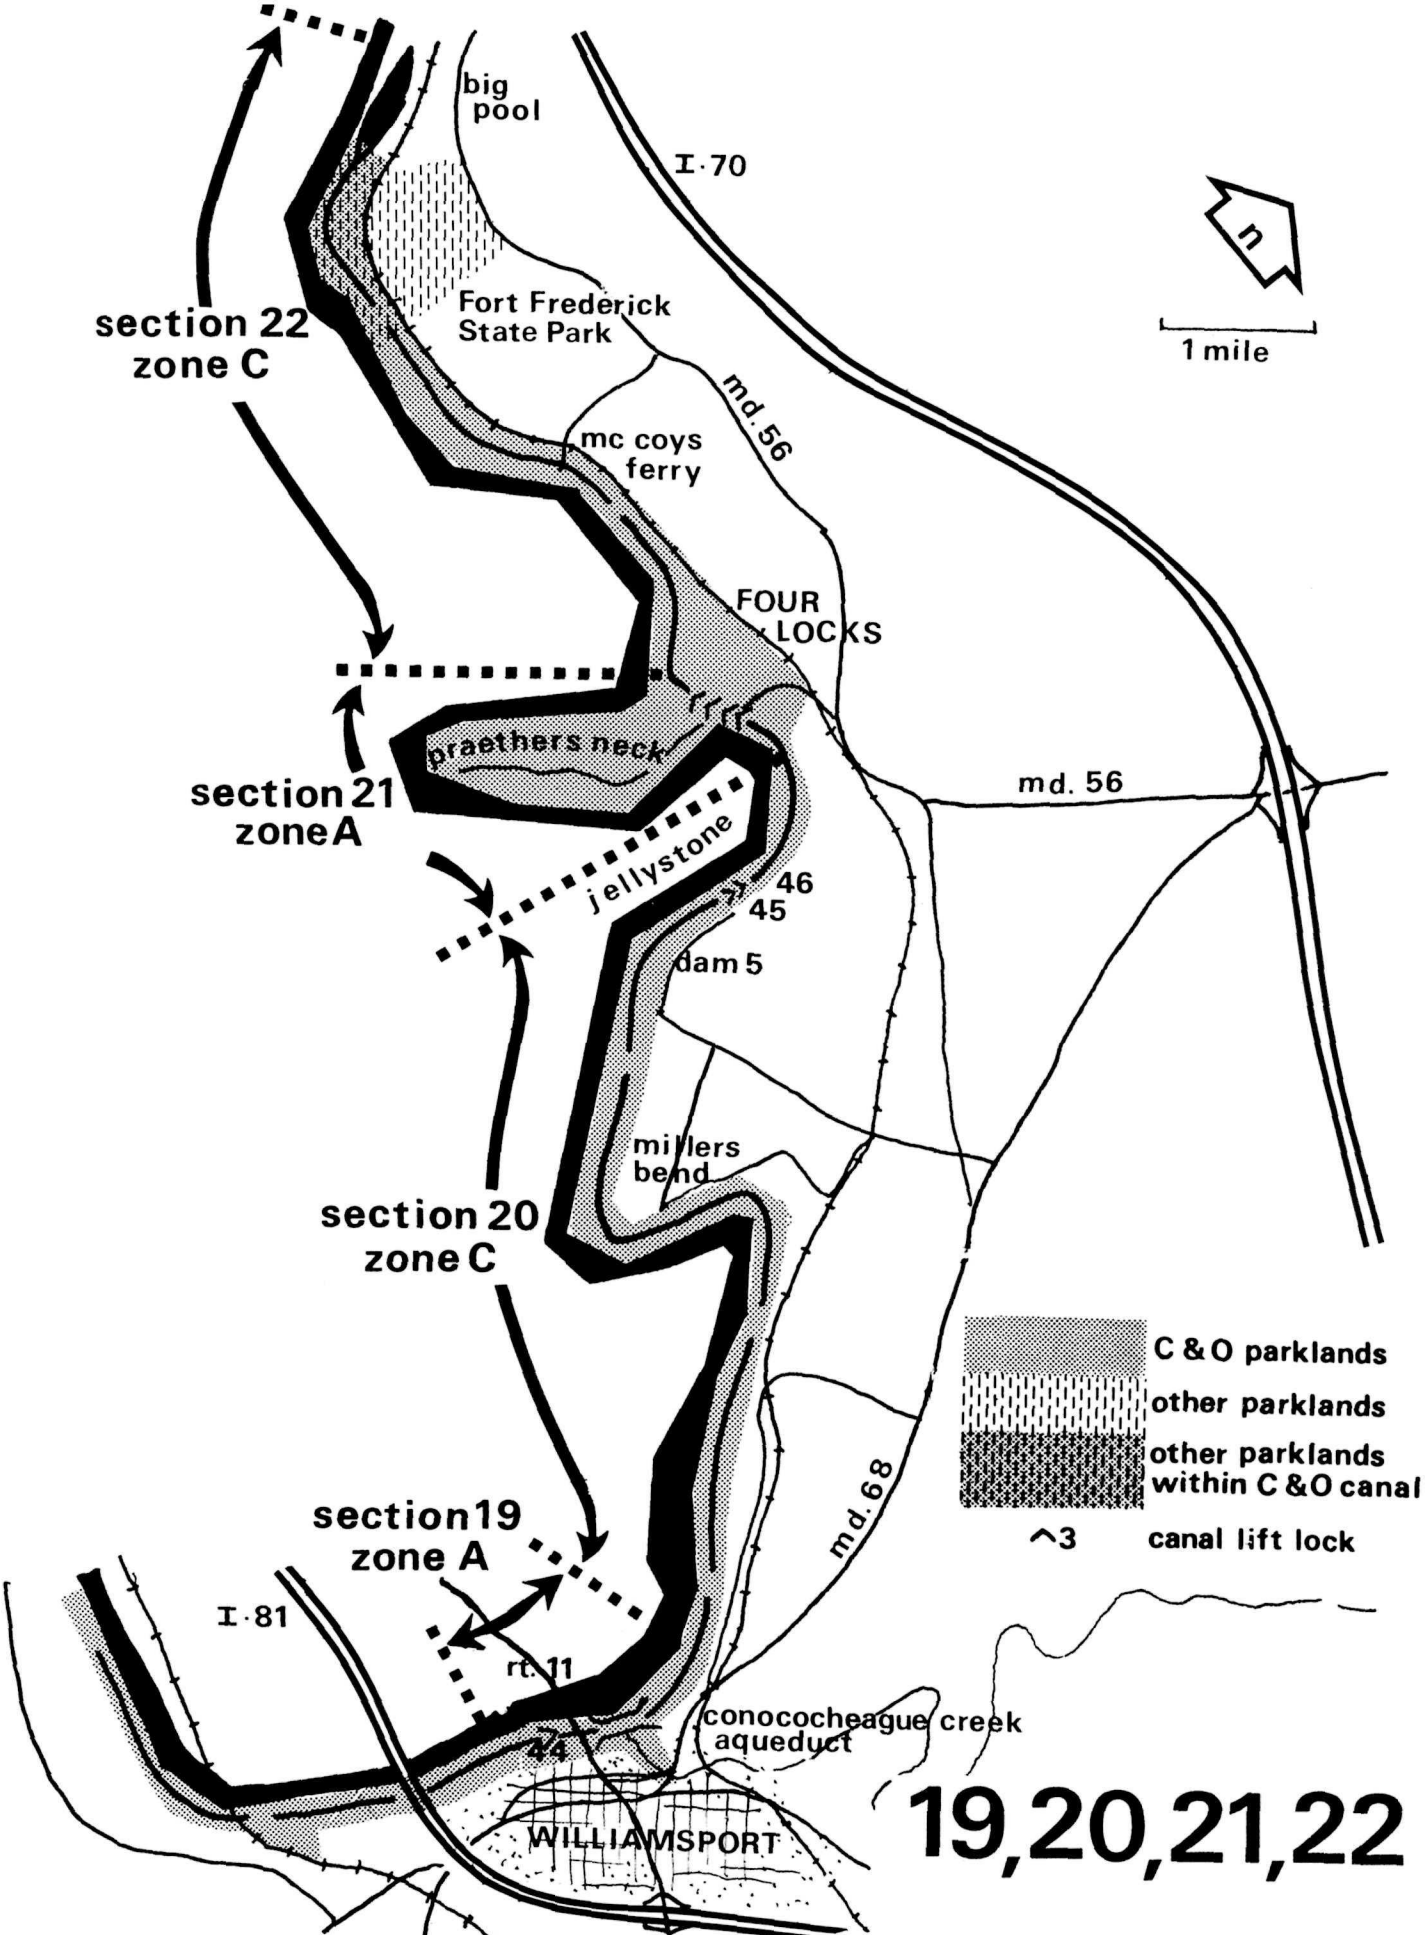 big
pool
I·70
n
Fort Frederick
State Park
section 22
zone C
1 mile
md. 56
mc coys
ferry
FOUR
LOCKS
praethers neck
section 21
zone A
md. 56
jellystone
46
45
dam 5
millers
bend
section 20
zone C
C & O parklands
other parklands
other parklands
within C & O canal
^3 canal lift lock
md. 68
section 19
zone A
I·81
rt. 11
conococheague creek
aqueduct
44
WILLIAMSPORT
19,20,21,22